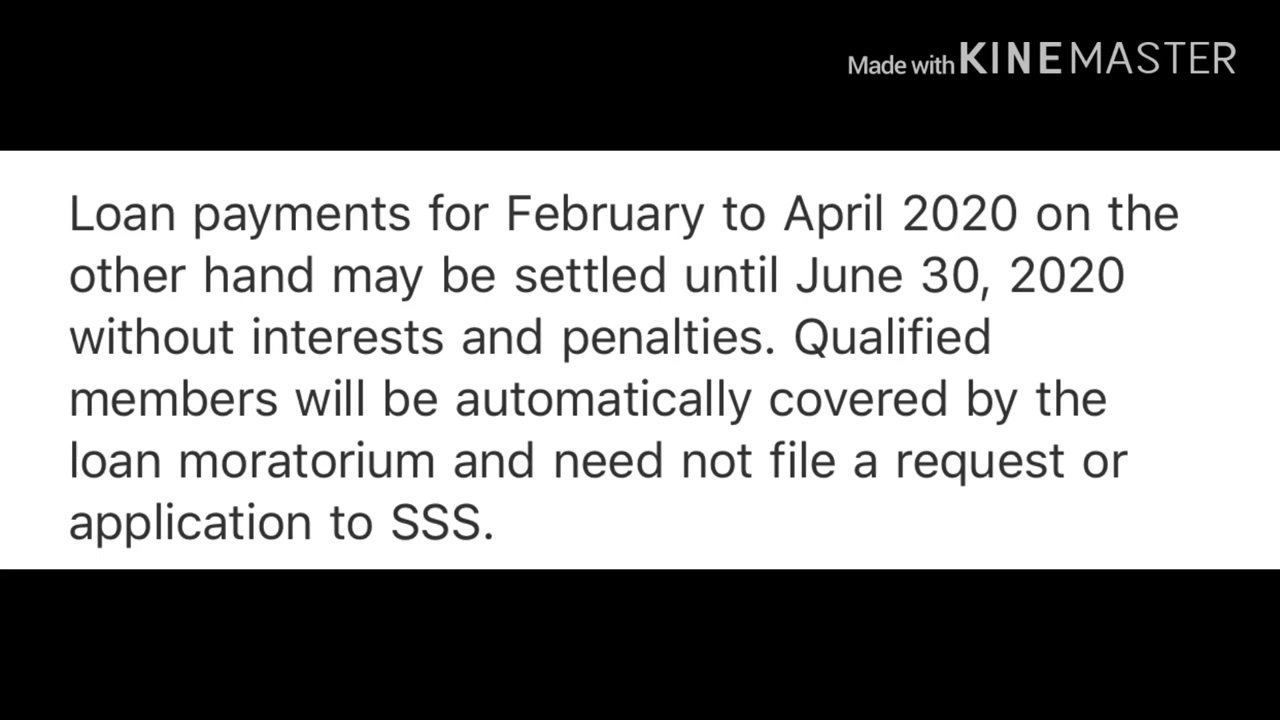 Made with KINEMASTER
Loan payments for February to April 2020 on the
other hand may be settled until June 30, 2020
without interests and penalties. Qualified
members will be automatically covered by the
loan moratorium and need not file a request or
application to SSS.